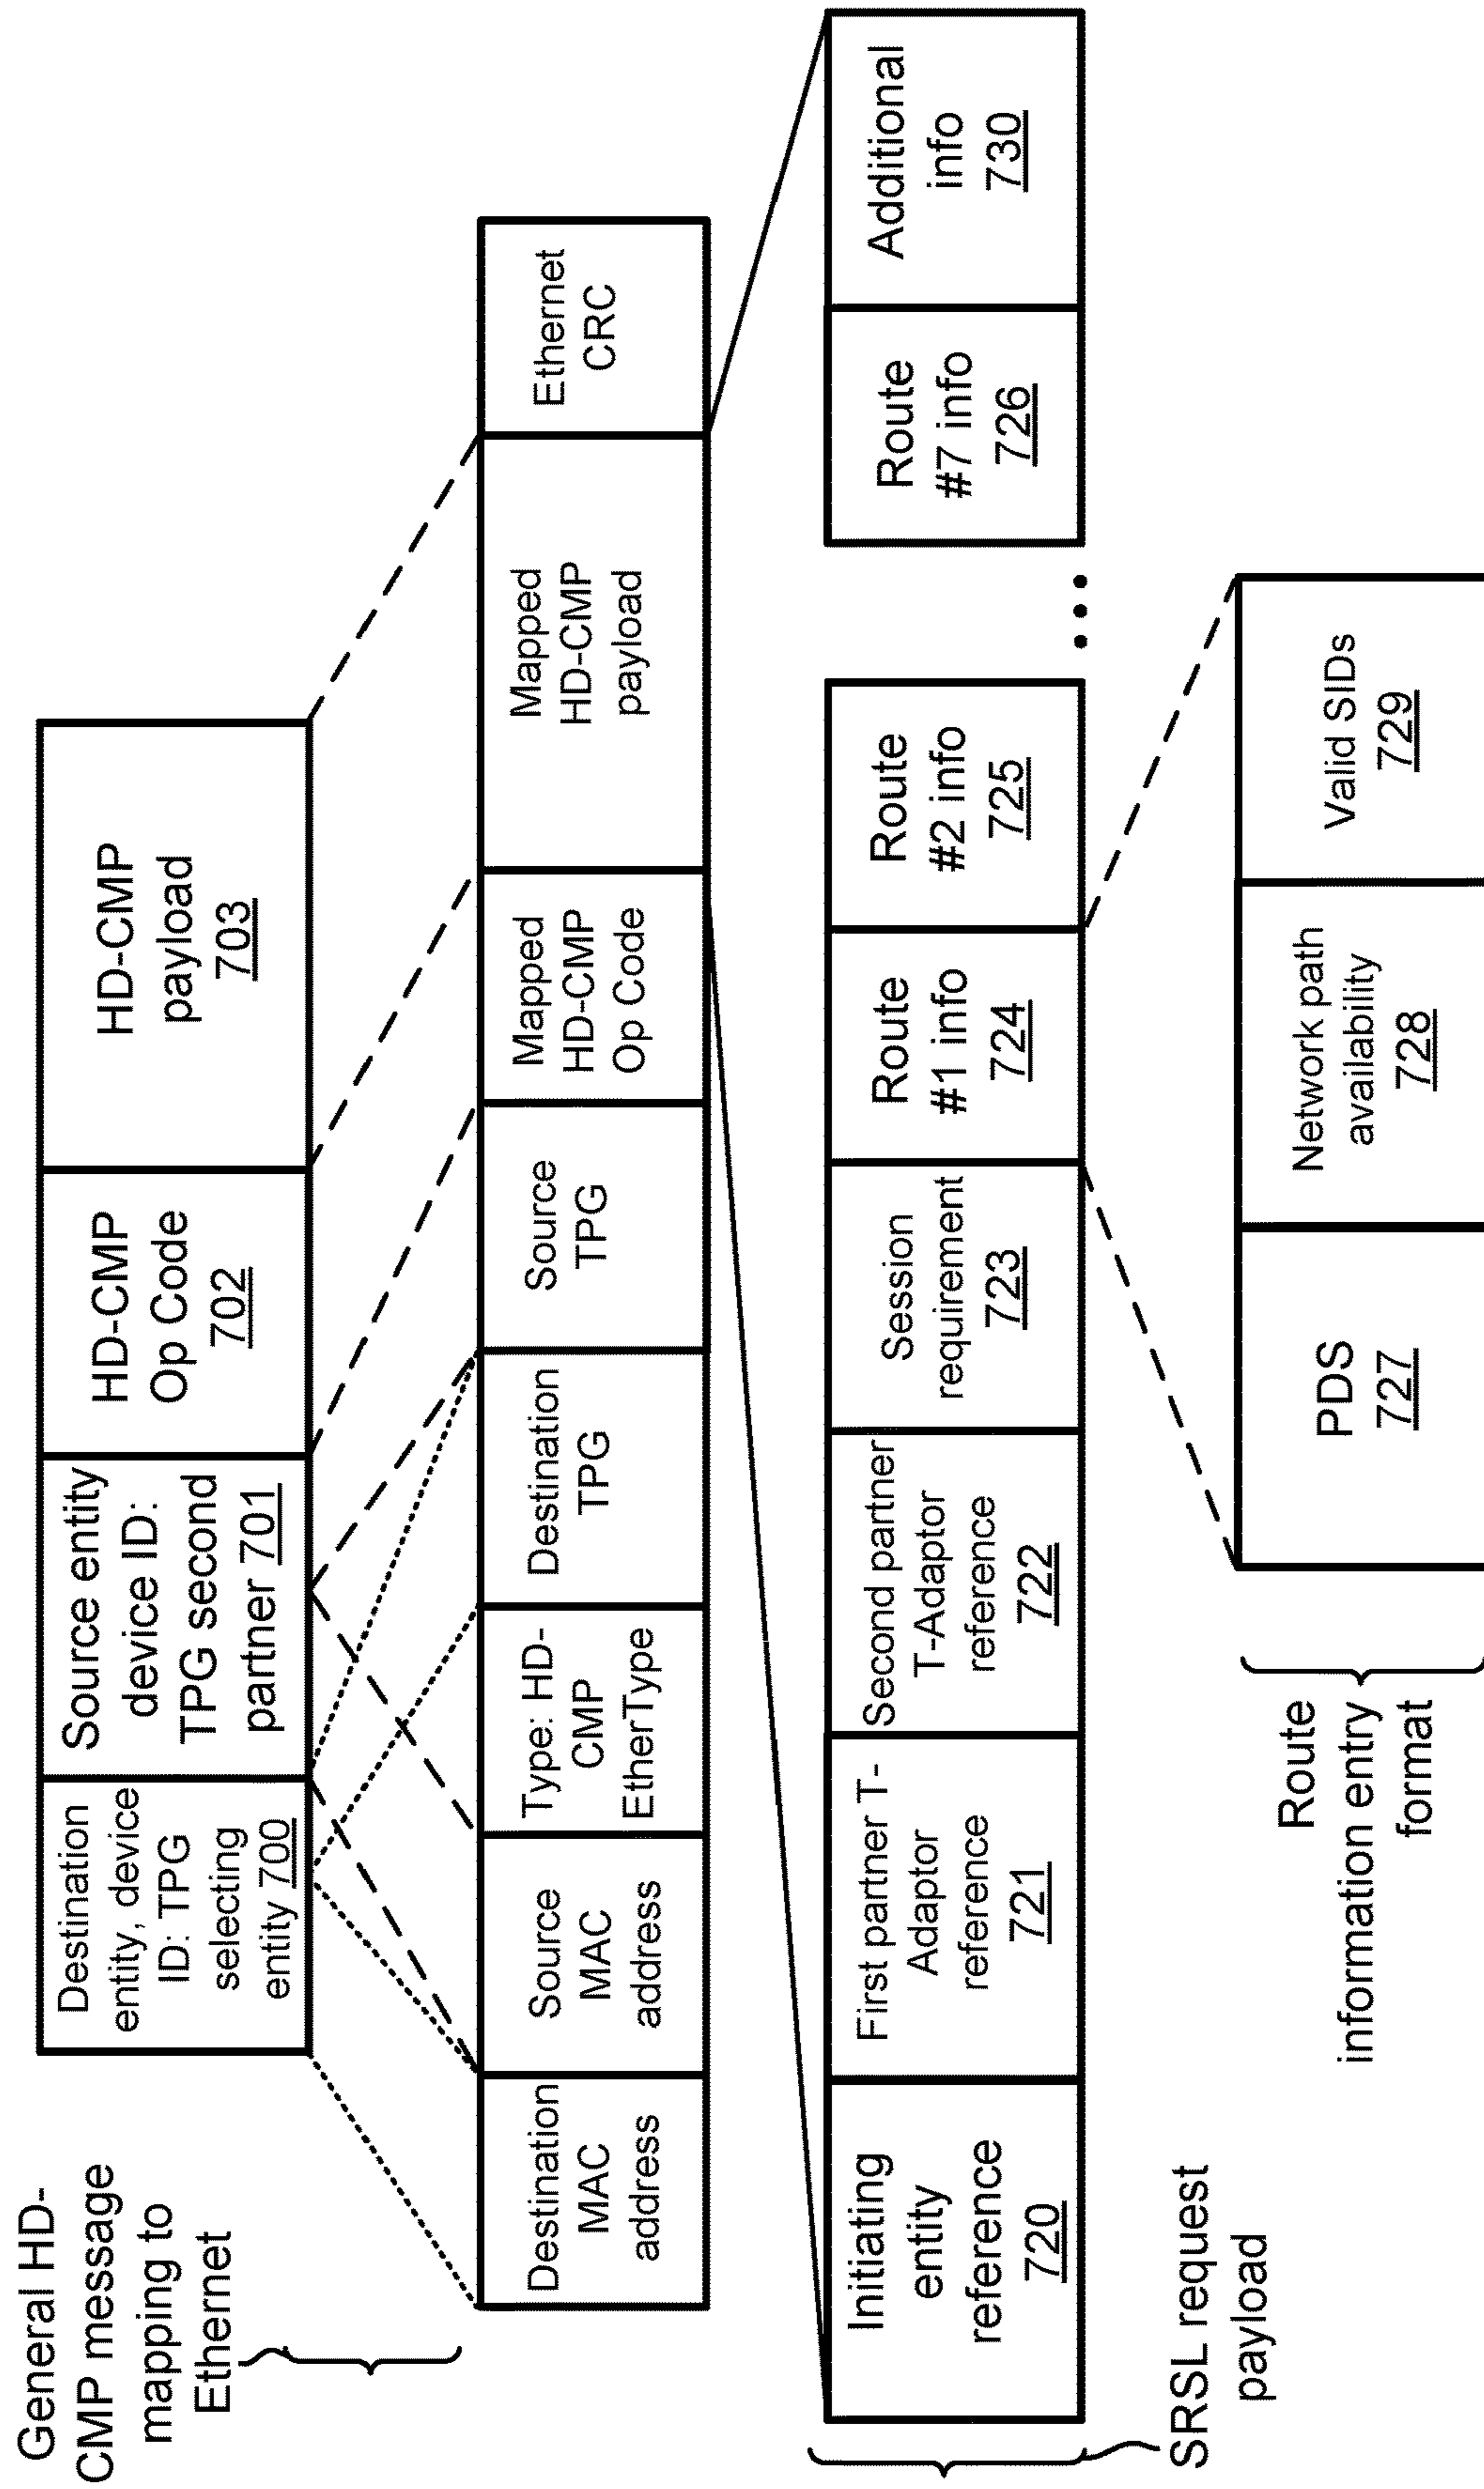 General HD-
CMP message
mapping to
Ethernet
Destination
entity, device
ID: TPG
selecting
entity 700
Source entity
device ID:
TPG second
partner 701
HD-CMP
Op Code
702
HD-CMP
payload
703
Destination
MAC
address
Source
MAC
address
Type: HD-
CMP
EtherType
Destination
TPG
Source
TPG
Mapped
HD-CMP
Op Code
Mapped
HD-CMP
payload
Ethernet
CRC
Initiating
entity
reference
720
First partner T-
Adaptor
reference
721
Second partner
T-Adaptor
reference
722
Session
requirement
723
Route
#1 info
724
Route
#2 info
725
•••
Route
#7 info
726
Additional
info
730
SRSL request
payload
Route
information entry
format
PDS
727
Network path
availability
728
Valid SIDs
729